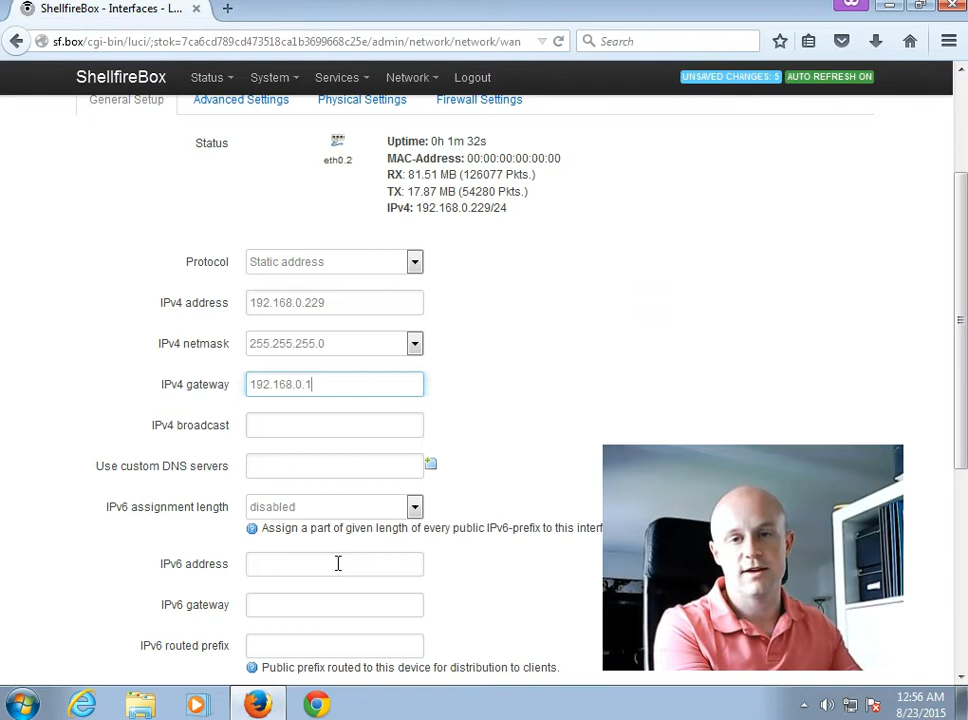 ShellfireBox - Interfaces - L...
sf.box/cgi-bin/luci/;stok=7ca6cd789cd473518ca1b3699668c25e/admin/network/network/wan
Search
ShellfireBox
Status
System
Services
Network
Logout
UNSAVED CHANGES: 5
AUTO REFRESH ON
General Setup
Advanced Settings
Physical Settings
Firewall Settings
Status
eth0.2
Uptime: 0h 1m 32s
MAC-Address: 00:00:00:00:00:00
RX: 81.51 MB (126077 Pkts.)
TX: 17.87 MB (54280 Pkts.)
IPv4: 192.168.0.229/24
Protocol
Static address
IPv4 address
192.168.0.229
IPv4 netmask
255.255.255.0
IPv4 gateway
192.168.0.1
IPv4 broadcast
Use custom DNS servers
IPv6 assignment length
disabled
Assign a part of given length of every public IPv6-prefix to this interf
IPv6 address
IPv6 gateway
IPv6 routed prefix
Public prefix routed to this device for distribution to clients.
12:56 AM
8/23/2015